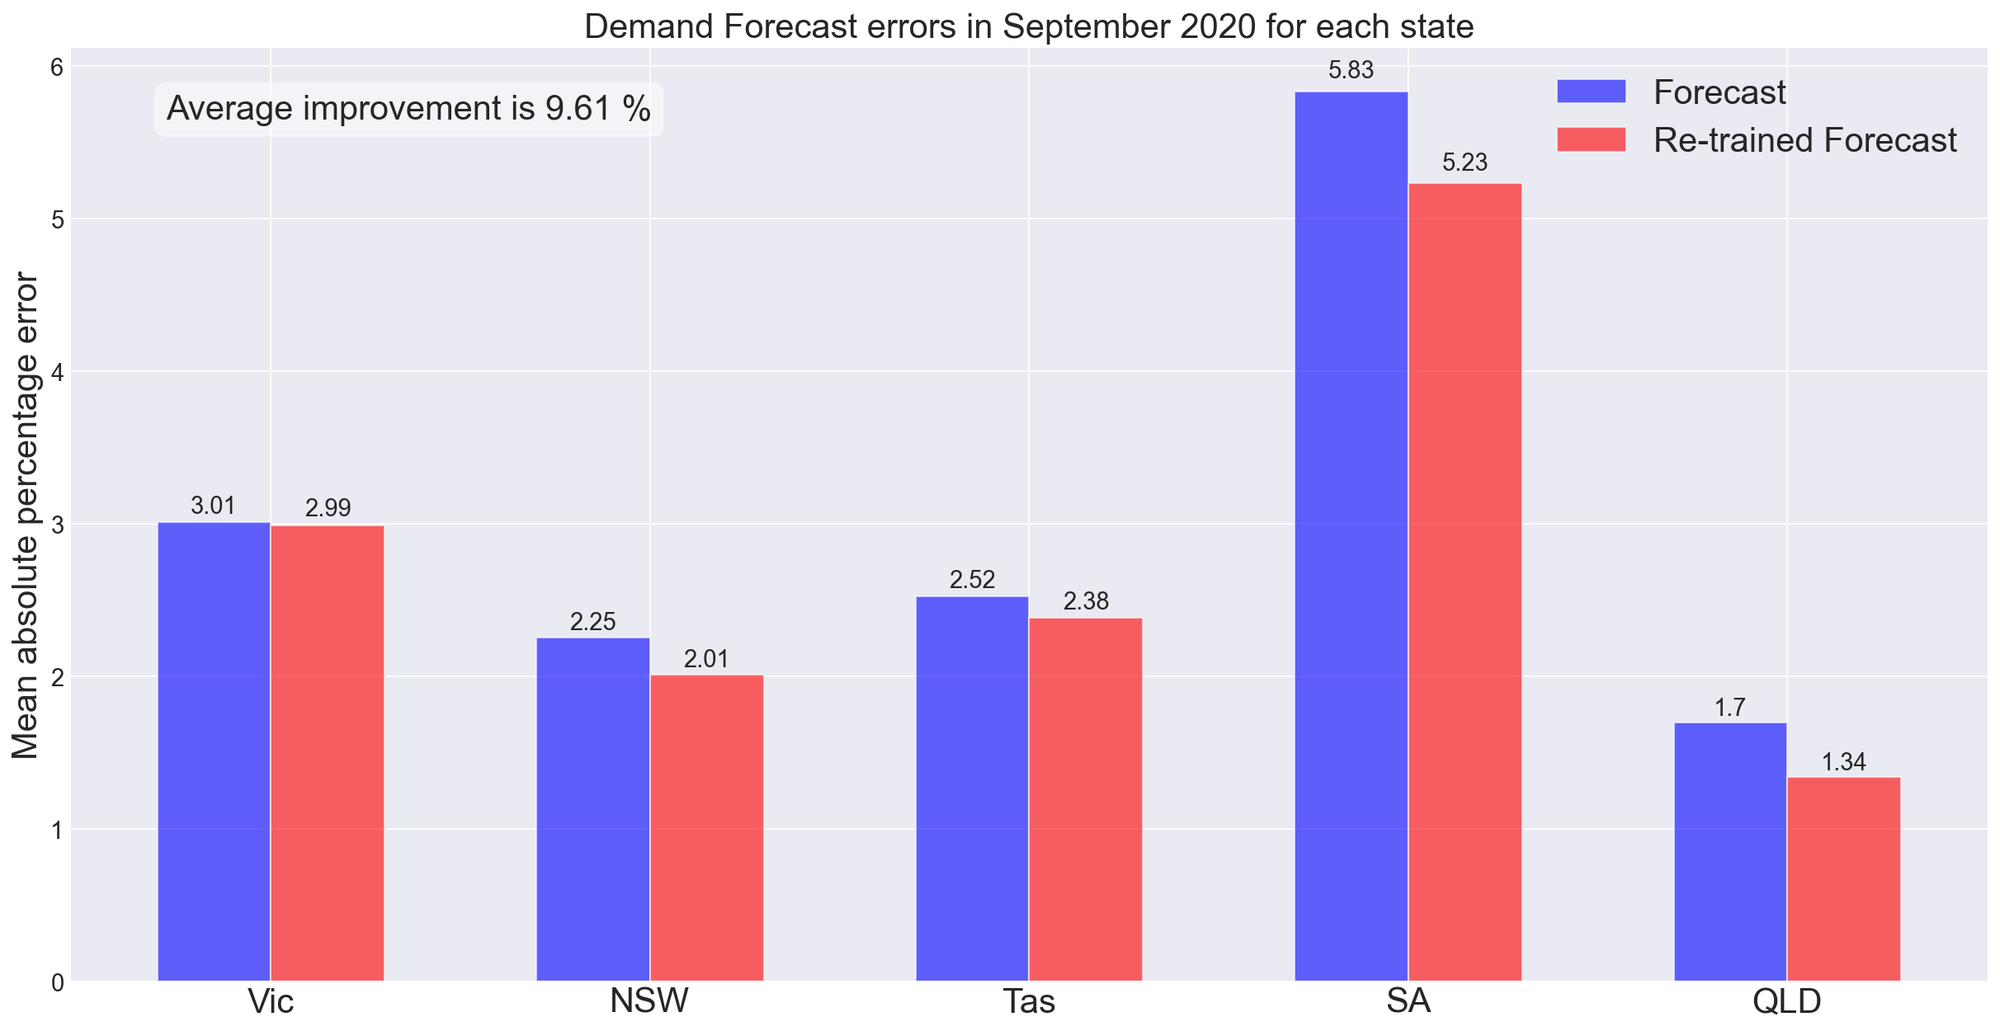 Demand Forecast errors in September 2020 for each state
Average improvement is 9.61 %
Forecast
Re-trained Forecast
Mean absolute percentage error
6
5
4
3
2
1
0
3.01
2.99
2.25
2.01
2.52
2.38
5.83
5.23
1.7
1.34
Vic
NSW
Tas
SA
QLD